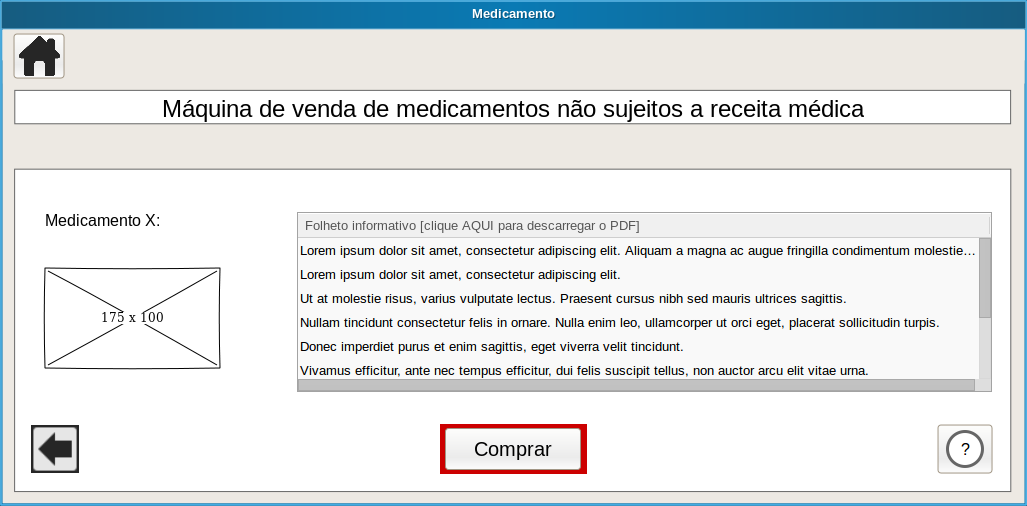 Medicamento
Máquina de venda de medicamentos não sujeitos a receita médica
Medicamento X:
175 x 100
Folheto informativo [clique AQUI para descarregar o PDF]
Lorem ipsum dolor sit amet, consectetur adipiscing elit. Aliquam a magna ac augue fringilla condimentum molestie…
Lorem ipsum dolor sit amet, consectetur adipiscing elit.
Ut at molestie risus, varius vulputate lectus. Praesent cursus nibh sed mauris ultrices sagittis.
Nullam tincidunt consectetur felis in ornare. Nulla enim leo, ullamcorper ut orci eget, placerat sollicitudin turpis.
Donec imperdiet purus et enim sagittis, eget viverra velit tincidunt.
Vivamus efficitur, ante nec tempus efficitur, dui felis suscipit tellus, non auctor arcu elit vitae urna.
Comprar
?